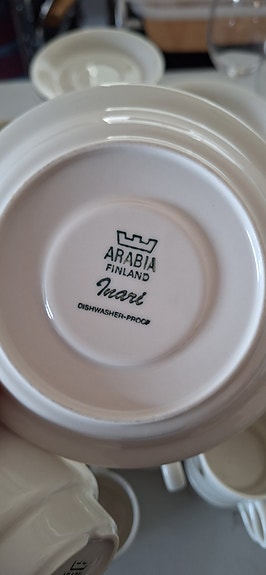 ARABIA
FINLAND
Inari
DISHWASHER-PROOF